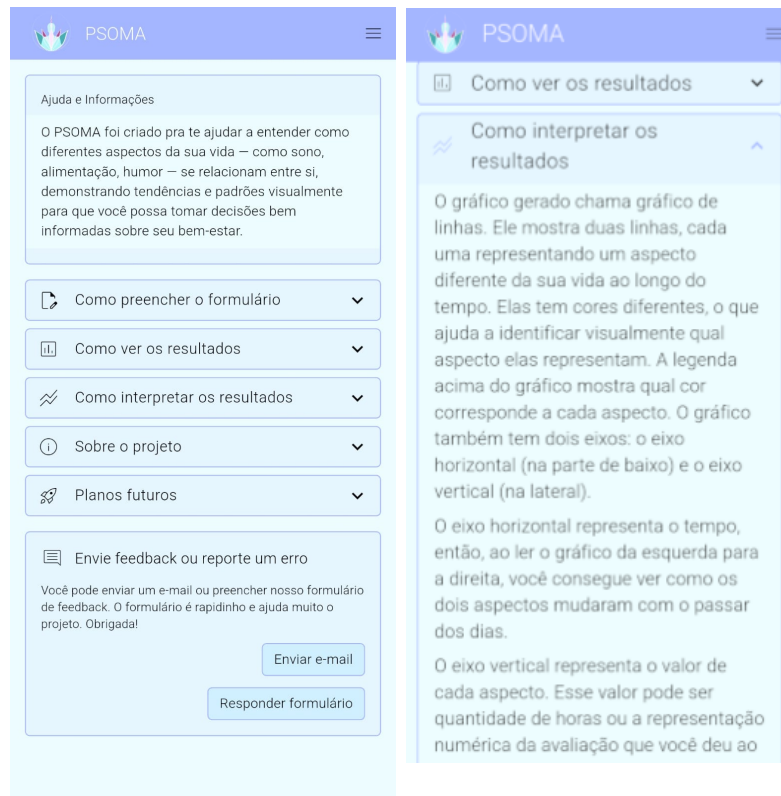 PSOMA
Ajuda e Informações
O PSOMA foi criado pra te ajudar a entender como
diferentes aspectos da sua vida — como sono,
alimentação, humor — se relacionam entre si,
demonstrando tendências e padrões visualmente
para que você possa tomar decisões bem
informadas sobre seu bem-estar.
Como preencher o formulário
Como ver os resultados
Como interpretar os resultados
Sobre o projeto
Planos futuros
Envie feedback ou reporte um erro
Você pode enviar um e-mail ou preencher nosso formulário
de feedback. O formulário é rapidinho e ajuda muito o
projeto. Obrigada!
Enviar e-mail
Responder formulário
PSOMA
Como ver os resultados
Como interpretar os
resultados
O gráfico gerado chama gráfico de
linhas. Ele mostra duas linhas, cada
uma representando um aspecto
diferente da sua vida ao longo do
tempo. Elas tem cores diferentes, o que
ajuda a identificar visualmente qual
aspecto elas representam. A legenda
acima do gráfico mostra qual cor
corresponde a cada aspecto. O gráfico
também tem dois eixos: o eixo
horizontal (na parte de baixo) e o eixo
vertical (na lateral).
O eixo horizontal representa o tempo,
então, ao ler o gráfico da esquerda para
a direita, você consegue ver como os
dois aspectos mudaram com o passar
dos dias.
O eixo vertical representa o valor de
cada aspecto. Esse valor pode ser
quantidade de horas ou a representação
numérica da avaliação que você deu ao